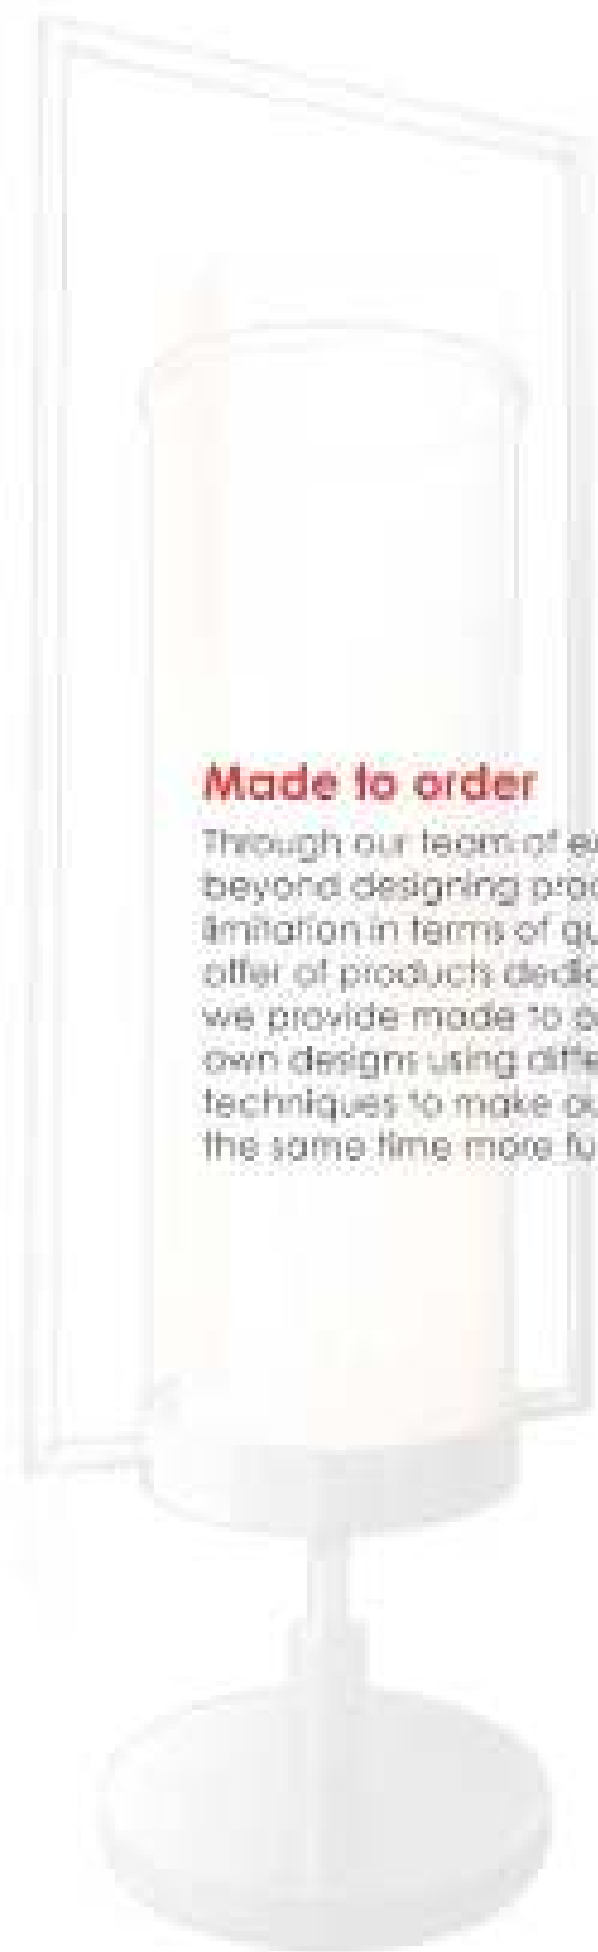 Made to order
Through our team of
beyond designing
limitation in terms of
offer of products
we provide made to
own designs using
techniques to make
the same time more